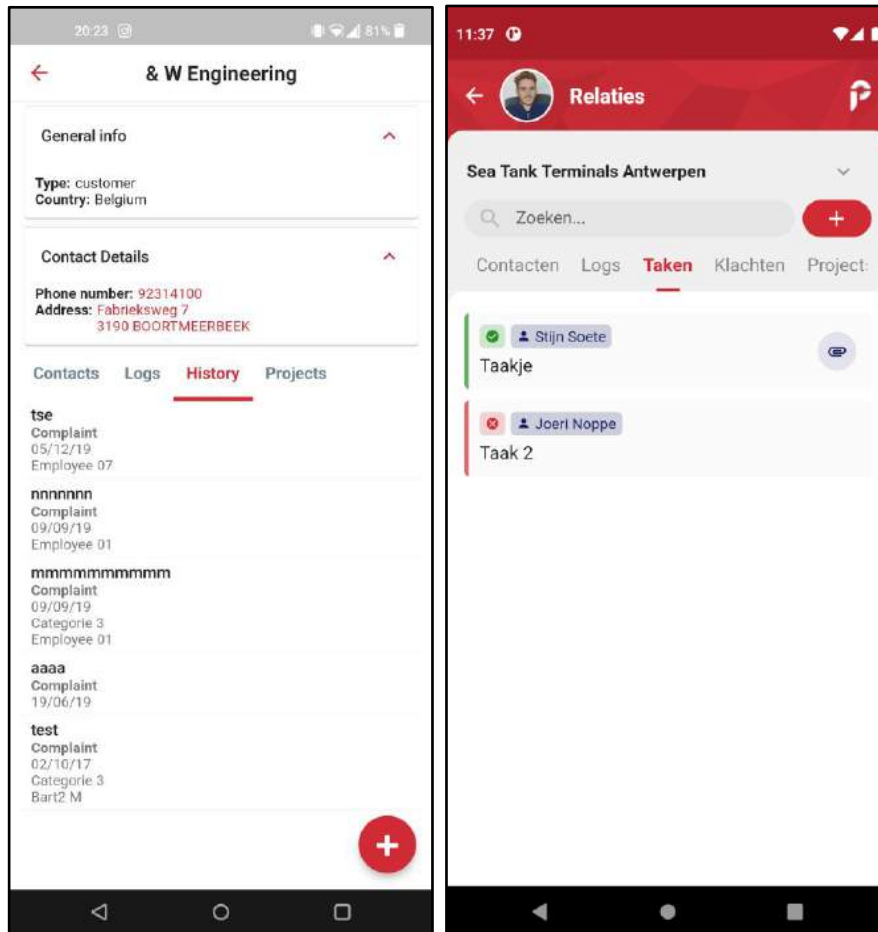 20:23
81%
& W Engineering
General info
Type: customer
Country: Belgium
Contact Details
Phone number: 92314100
Address: Fabrieksweg 7
3190 BOORTMEERBEEK
Contacts Logs History Projects
tse
Complaint
05/12/19
Employee 07
nnnnnnn
Complaint
09/09/19
Employee 01
mmmmmmmmmmm
Complaint
09/09/19
Categorie 3
Employee 01
aaaa
Complaint
19/06/19
test
Complaint
02/10/17
Categorie 3
Bart2 M
11:37
Relaties
Sea Tank Terminals Antwerpen
Zoeken...
Contacten Logs Taken Klachten Project
Stijn Soete
Taakje
Joeri Noppe
Taak 2